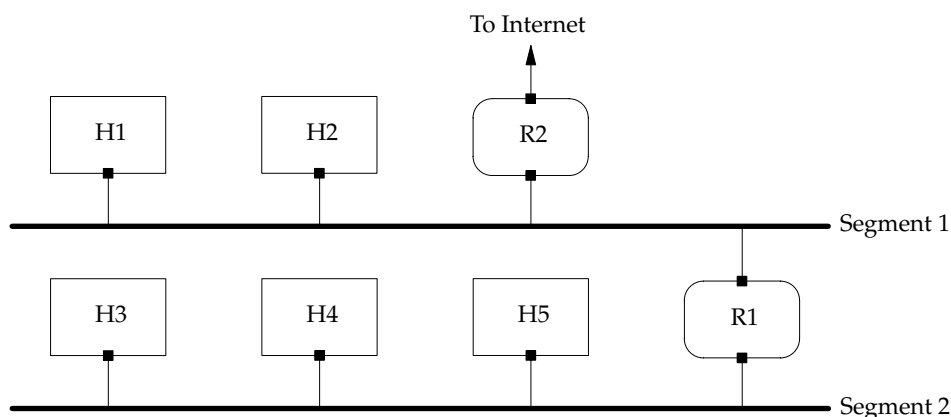 To Internet
H1
H2
R2
Segment 1
H3
H4
H5
R1
Segment 2